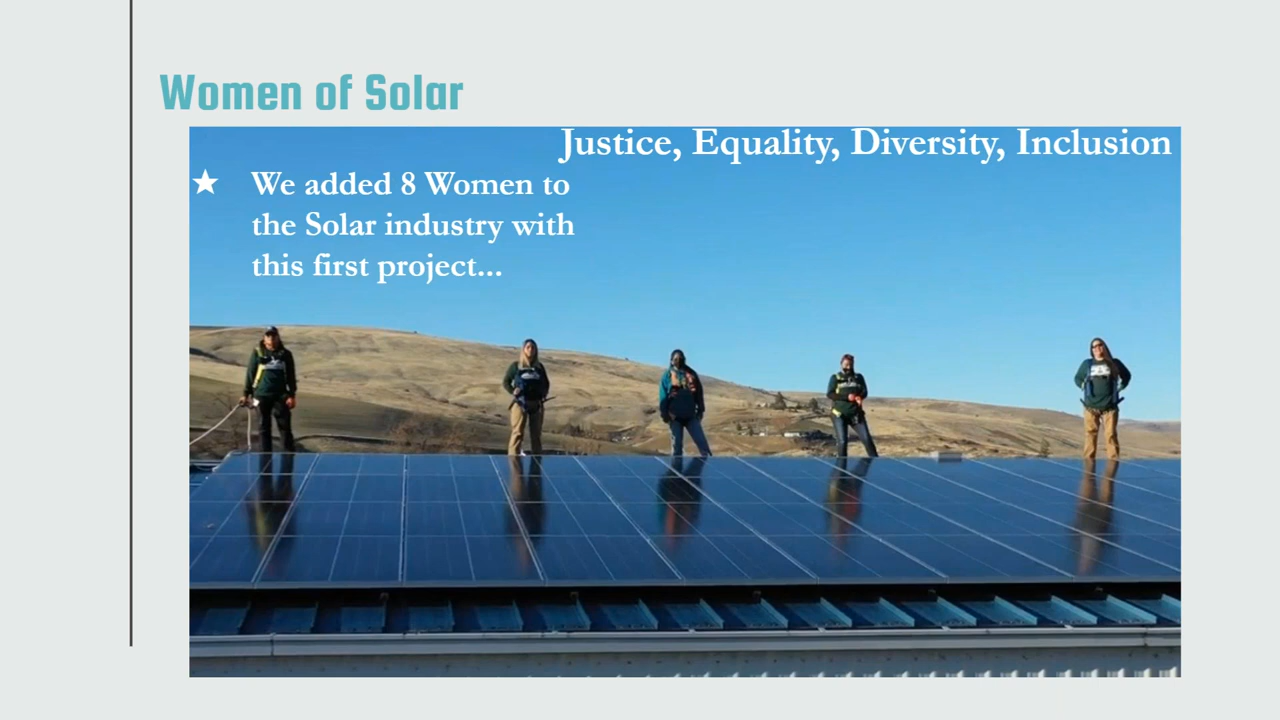 Women of Solar
Justice, Equality, Diversity, Inclusion
★ We added 8 Women to
the Solar industry with
this first project...